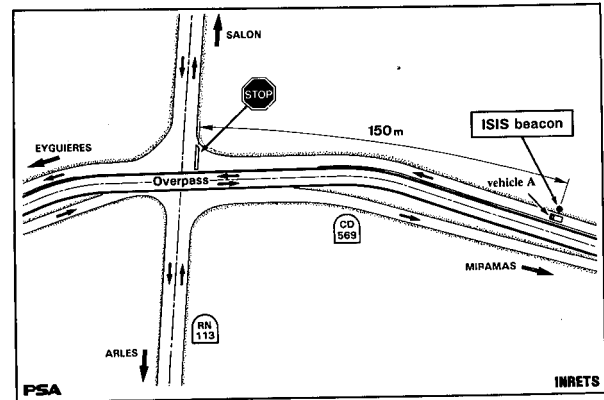 SALON
STOP
150 m
ISIS beacon
EYGUIERES
vehicle A
Overpass
CD
569
MIRAMAS
RN
113
ARLES
PSA
INRETS